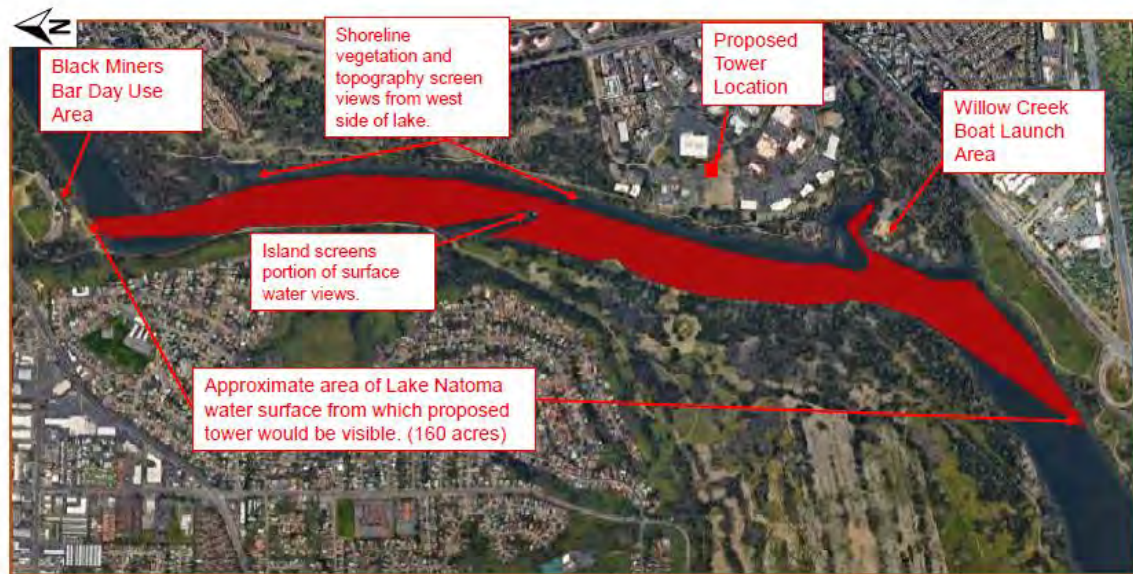 N
Black Miners
Bar Day Use
Area
Shoreline
vegetation and
topography screen
views from west
side of lake.
Proposed
Tower
Location
Willow Creek
Boat Launch
Area
Island screens
portion of surface
water views.
Approximate area of Lake Natoma
water surface from which proposed
tower would be visible. (160 acres)